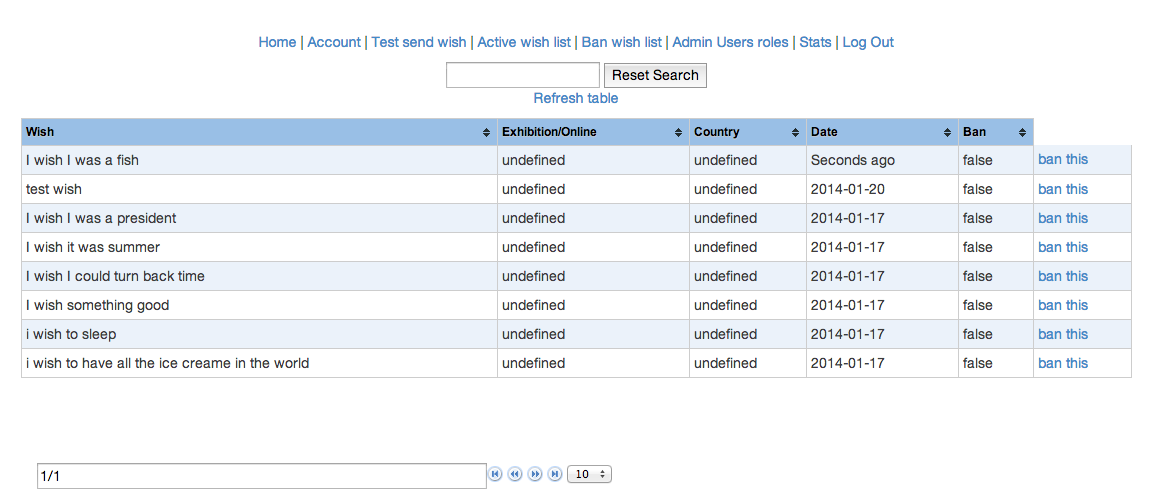 Home | Account | Test send wish | Active wish list | Ban wish list | Admin Users roles | Stats | Log Out
Reset Search
Refresh table
Wish Exhibition/Online Country Date Ban
I wish I was a fish undefined undefined Seconds ago false ban this
test wish undefined undefined 2014-01-20 false ban this
I wish I was a president undefined undefined 2014-01-17 false ban this
I wish it was summer undefined undefined 2014-01-17 false ban this
I wish I could turn back time undefined undefined 2014-01-17 false ban this
I wish something good undefined undefined 2014-01-17 false ban this
i wish to sleep undefined undefined 2014-01-17 false ban this
i wish to have all the ice creame in the world undefined undefined 2014-01-17 false ban this
1/1 10